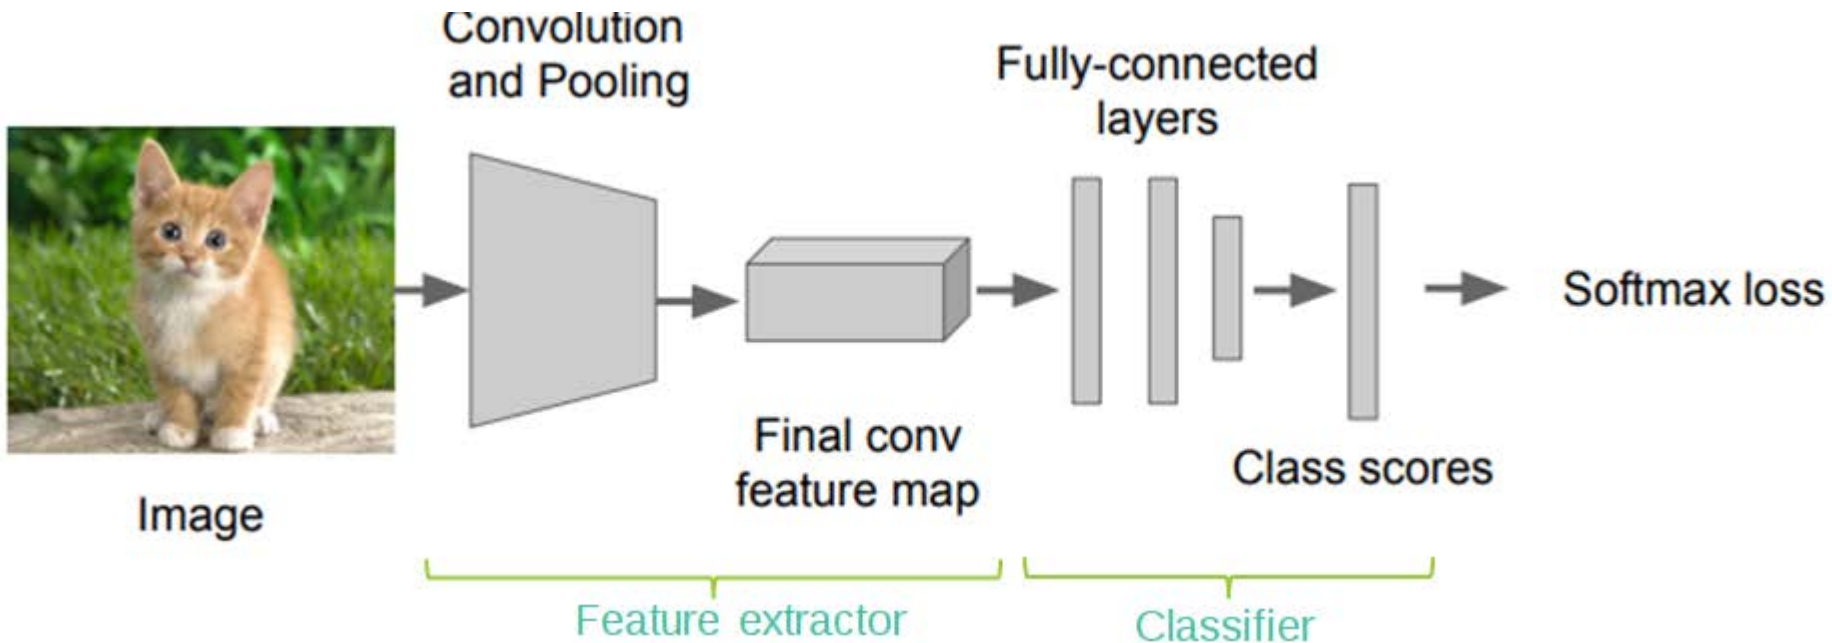 Convolution
and Pooling
Fully-connected
layers
Softmax loss
Final conv
feature map
Class scores
Image
Feature extractor
Classifier